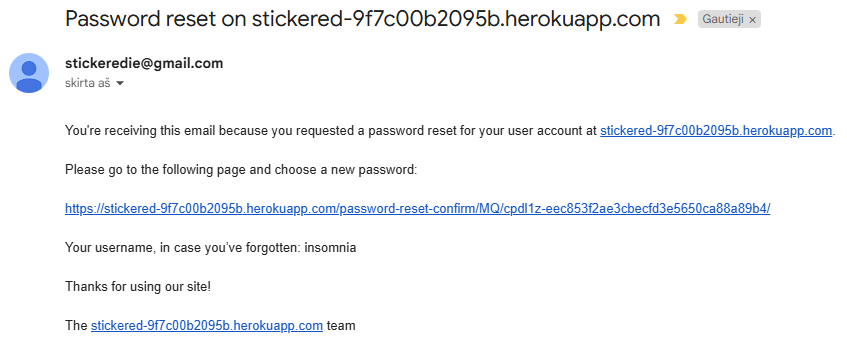 Password reset on stickered-9f7c00b2095b.herokuapp.com Gautieji ×
stickeredie@gmail.com
skirta aš
You're receiving this email because you requested a password reset for your user account at stickered-9f7c00b2095b.herokuapp.com.
Please go to the following page and choose a new password:
https://stickered-9f7c00b2095b.herokuapp.com/password-reset-confirm/MQ/cpdl1z-eec853f2ae3cbecfd3e5650ca88a89b4/
Your username, in case you’ve forgotten: insomnia
Thanks for using our site!
The stickered-9f7c00b2095b.herokuapp.com team